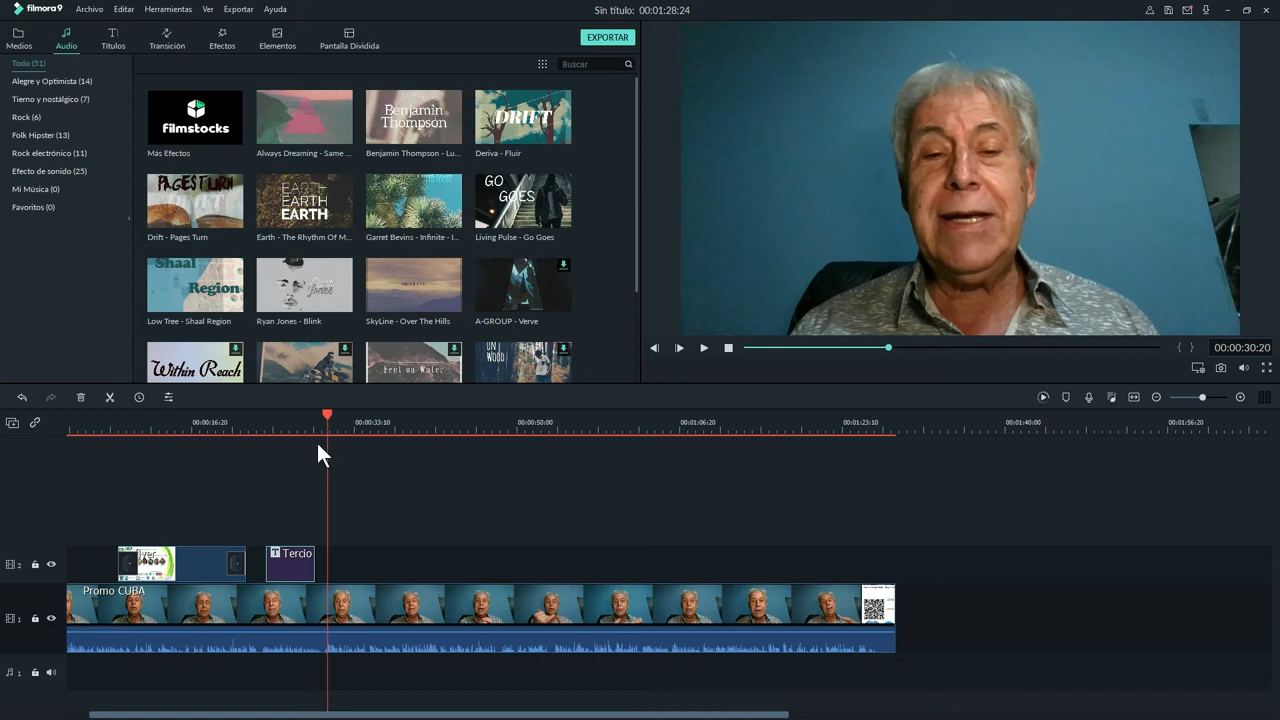 filmora9 Archivo Editar Herramientas Ver Exportar Ayuda Sin título: 00:01:28:24
Medios Audio Títulos Transición Efectos Elementos Pantalla Dividida EXPORTAR
Todo (51) Buscar
Alegre y Optimista (14)
Tierno y nostálgico (7)
Rock (6)
Folk Hipster (13)
Rock electrónico (11)
Efecto de sonido (25)
Mi Música (0)
Favoritos (0)
filmstocks
Benjamin
Thompson
DRIFT
Más Efectos Always Dreaming - Same ... Benjamin Thompson - Lu... Deriva - Fluir
PAGES TURN
EARTH
EARTH
EARTH
GO
GOES
Drift - Pages Turn Earth - The Rhythm Of M... Garret Bevins - Infinite - I... Living Pulse - Go Goes
Shaal
Region
Ryan
Jones
SKYLINE
Low Tree - Shaal Region Ryan Jones - Blink SkyLine - Over The Hills A-GROUP - Verve
Within Reach
Feel on Water
ON
WOOD
00:00:30:20
00:00:16:20 00:00:33:10 00:00:50:00 00:01:06:20 00:01:23:10 00:01:40:00 00:01:56:20
2 flyer T Tercio
Promo CUBA
1
1